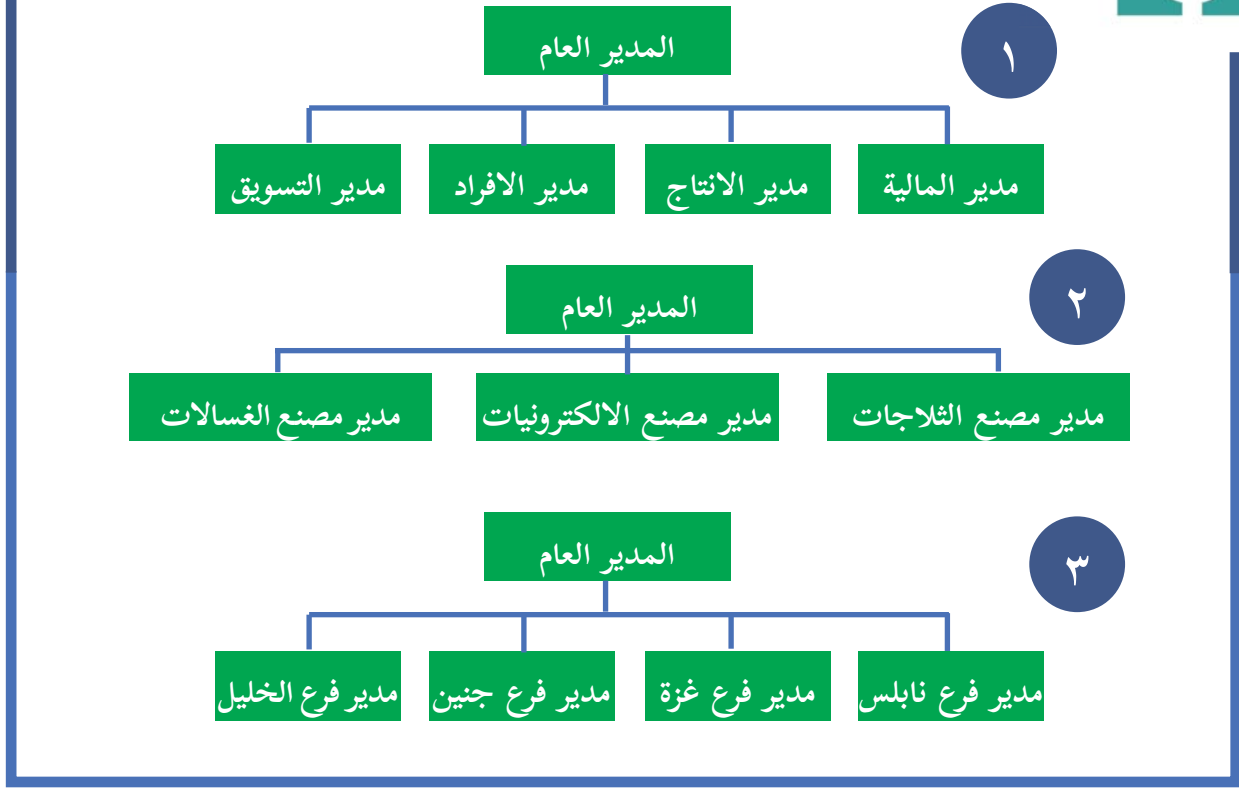 ١
المدير العام
مدير المالية
مدير الانتاج
مدير الافراد
مدير التسويق
٢
المدير العام
مدير مصنع الثلاجات
مدير مصنع الالكترونيات
مدير مصنع الغسالات
٣
المدير العام
مدير فرع نابلس
مدير فرع غزة
مدير فرع جنين
مدير فرع الخليل